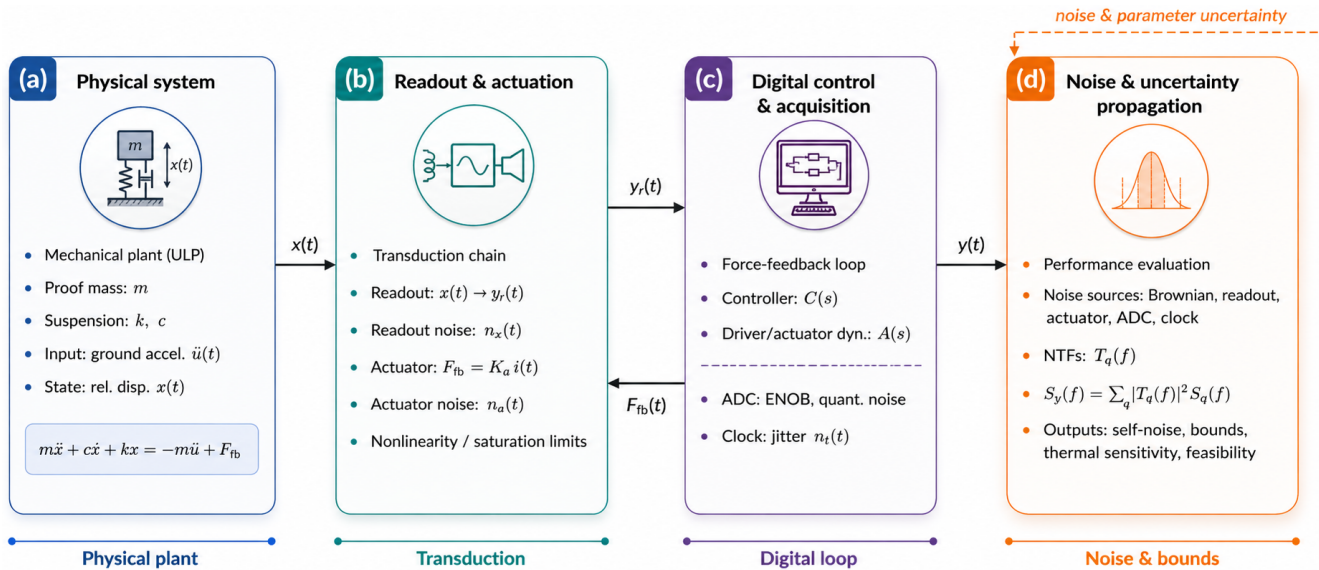 noise & parameter uncertainty
(a)
Physical system
m
x(t)
• Mechanical plant (ULP)
• Proof mass: m
• Suspension: k, c
• Input: ground accel. ü(t)
• State: rel. disp. x(t)
mẍ + cẋ + kx = −mü + F_fb
Physical plant
x(t)
(b)
Readout & actuation
• Transduction chain
• Readout: x(t) → y_r(t)
• Readout noise: n_x(t)
• Actuator: F_fb = K_a i(t)
• Actuator noise: n_a(t)
• Nonlinearity / saturation limits
Transduction
y_r(t)
F_fb(t)
(c)
Digital control
& acquisition
• Force-feedback loop
• Controller: C(s)
• Driver/actuator dyn.: A(s)
• ADC: ENOB, quant. noise
• Clock: jitter n_t(t)
Digital loop
y(t)
(d)
Noise & uncertainty
propagation
• Performance evaluation
• Noise sources: Brownian, readout,
actuator, ADC, clock
• NTFs: T_q(f)
• S_y(f) = ∑_q |T_q(f)|² S_q(f)
• Outputs: self-noise, bounds,
thermal sensitivity, feasibility
Noise & bounds